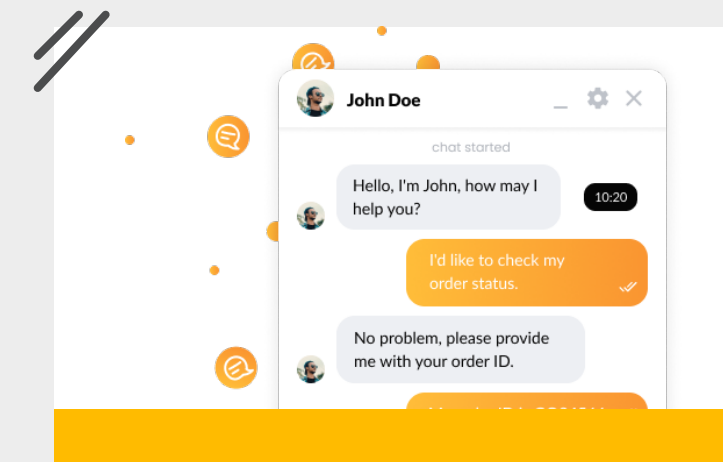 John Doe
chat started
Hello, I'm John, how may I
help you?
10:20
I'd like to check my
order status.
No problem, please provide
me with your order ID.